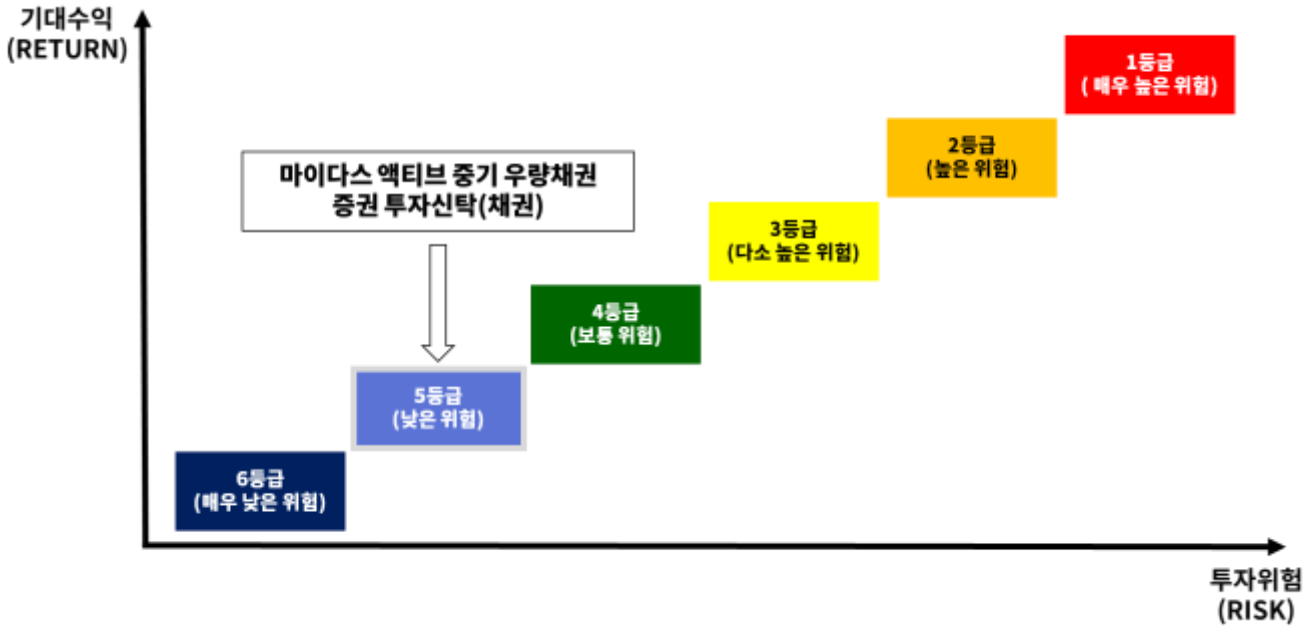 기대수익
(RETURN)
1등급
( 매우 높은 위험)
2등급
(높은 위험)
마이다스 액티브 중기 우량채권
증권 투자신탁(채권)
3등급
(다소 높은 위험)
4등급
(보통 위험)
5등급
(낮은 위험)
6등급
(매우 낮은 위험)
투자위험
(RISK)